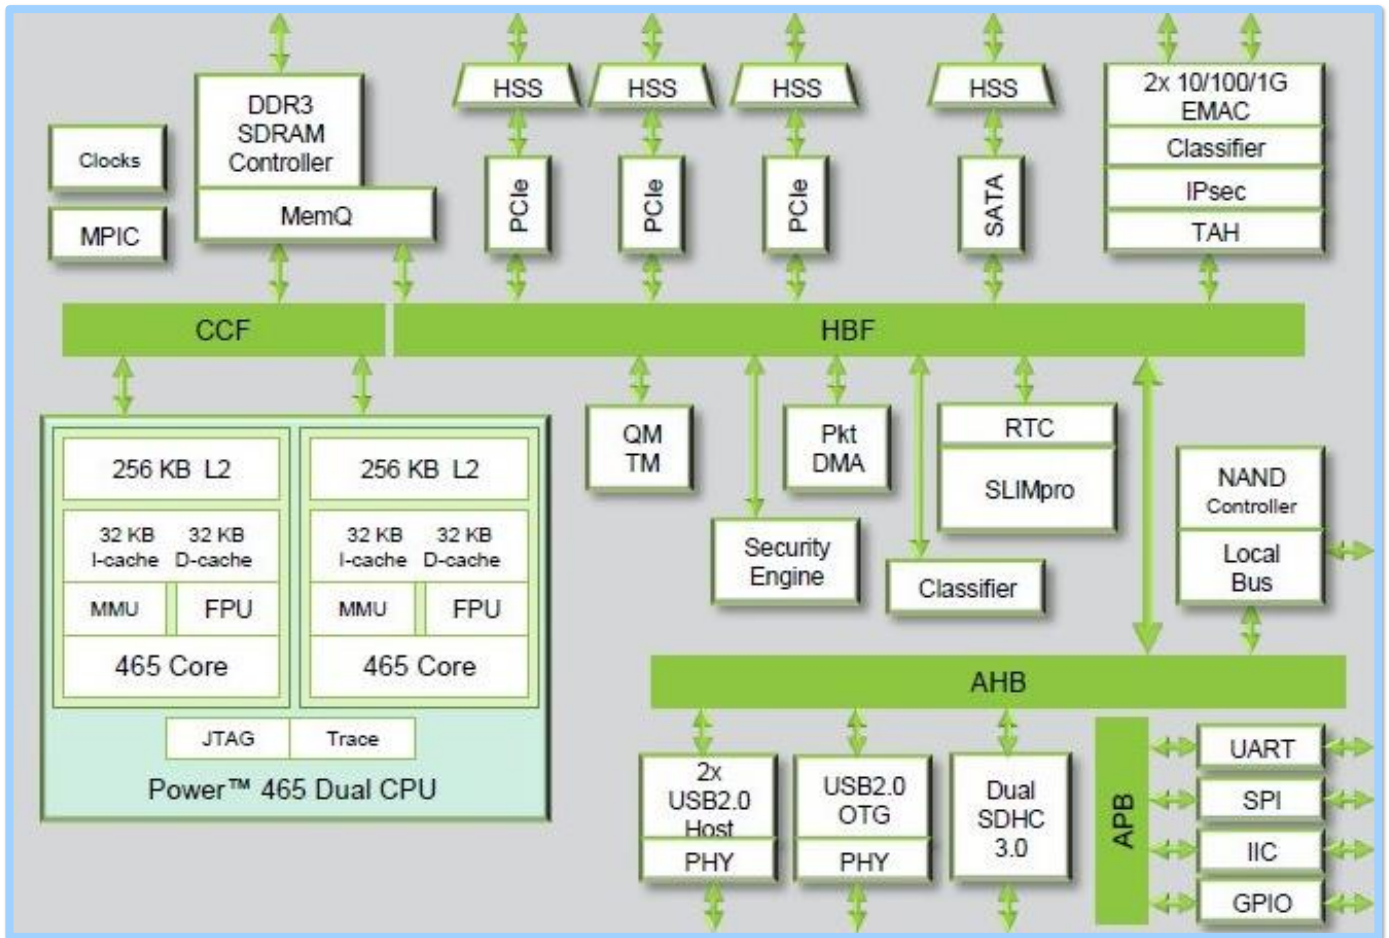 HSS
HSS
HSS
HSS
2x 10/100/1G
EMAC
Classifier
IPsec
TAH
DDR3
SDRAM
Controller
MemQ
Clocks
MPIC
PCIe
PCIe
PCIe
SATA
CCF
HBF
256 KB L2
32 KB 32 KB
I-cache D-cache
MMU FPU
465 Core
256 KB L2
32 KB 32 KB
I-cache D-cache
MMU FPU
465 Core
JTAG Trace
Power™ 465 Dual CPU
QM
TM
Security
Engine
Pkt
DMA
Classifier
RTC
SLIMpro
NAND
Controller
Local
Bus
AHB
2x
USB2.0
Host
PHY
USB2.0
OTG
PHY
Dual
SDHC
3.0
APB
UART
SPI
IIC
GPIO